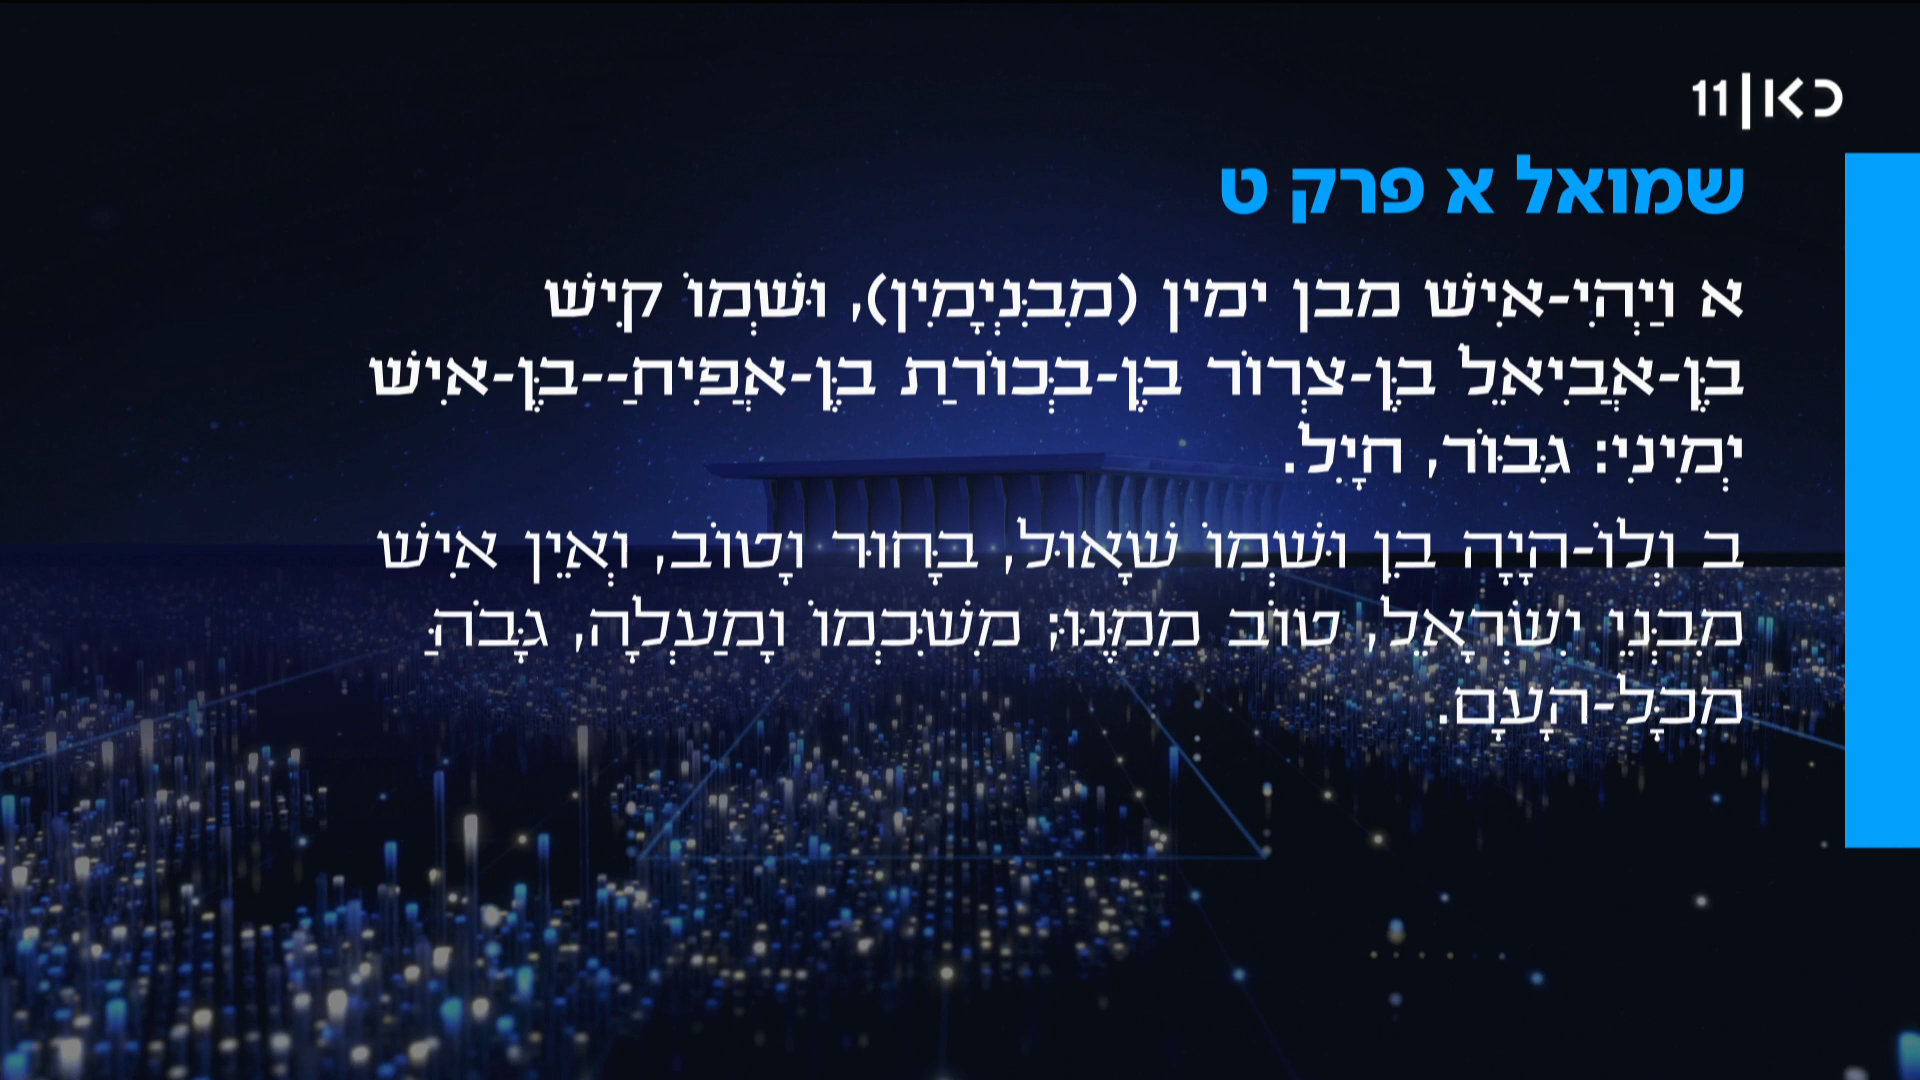 כאן 11
שמואל א פרק ט
א וַיְהִי-אִישׁ מבן ימין (מִבִּנְיָמִין), וּשְׁמוֹ קִישׁ
בֶּן-אֲבִיאֵל בֶּן-צְרוֹר בֶּן-בְּכוֹרַת בֶּן-אֲפִיחַ--בֶּן-אִישׁ
יְמִינִי: גִּבּוֹר, חָיִל.
ב וְלוֹ-הָיָה בֵן וּשְׁמוֹ שָׁאוּל, בָּחוּר וָטוֹב, וְאֵין אִישׁ
מִבְּנֵי יִשְׂרָאֵל, טוֹב מִמֶּנּוּ; מִשִּׁכְמוֹ וָמַעְלָה, גָּבֹהַּ
מִכָּל-הָעָם.